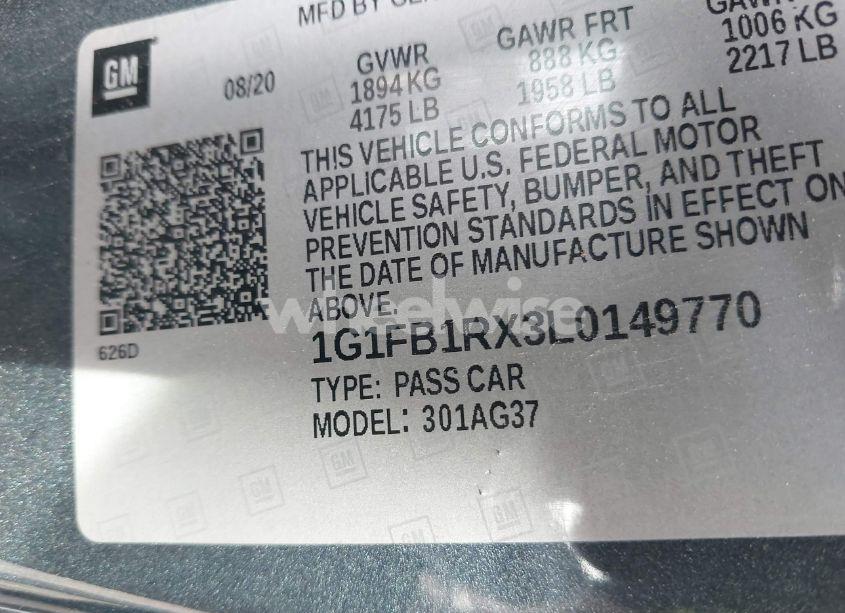 MFD BY
GM
08/20
GVWR
1894 KG
4175 LB
GAWR FRT
888 KG
1958 LB
1006 KG
2217 LB
THIS VEHICLE CONFORMS TO ALL
APPLICABLE U.S. FEDERAL MOTOR
VEHICLE SAFETY, BUMPER, AND THEFT
PREVENTION STANDARDS IN EFFECT ON
THE DATE OF MANUFACTURE SHOWN
ABOVE.
wheelwise
1G1FB1RX3L0149770
626D
TYPE: PASS CAR
MODEL: 301AG37